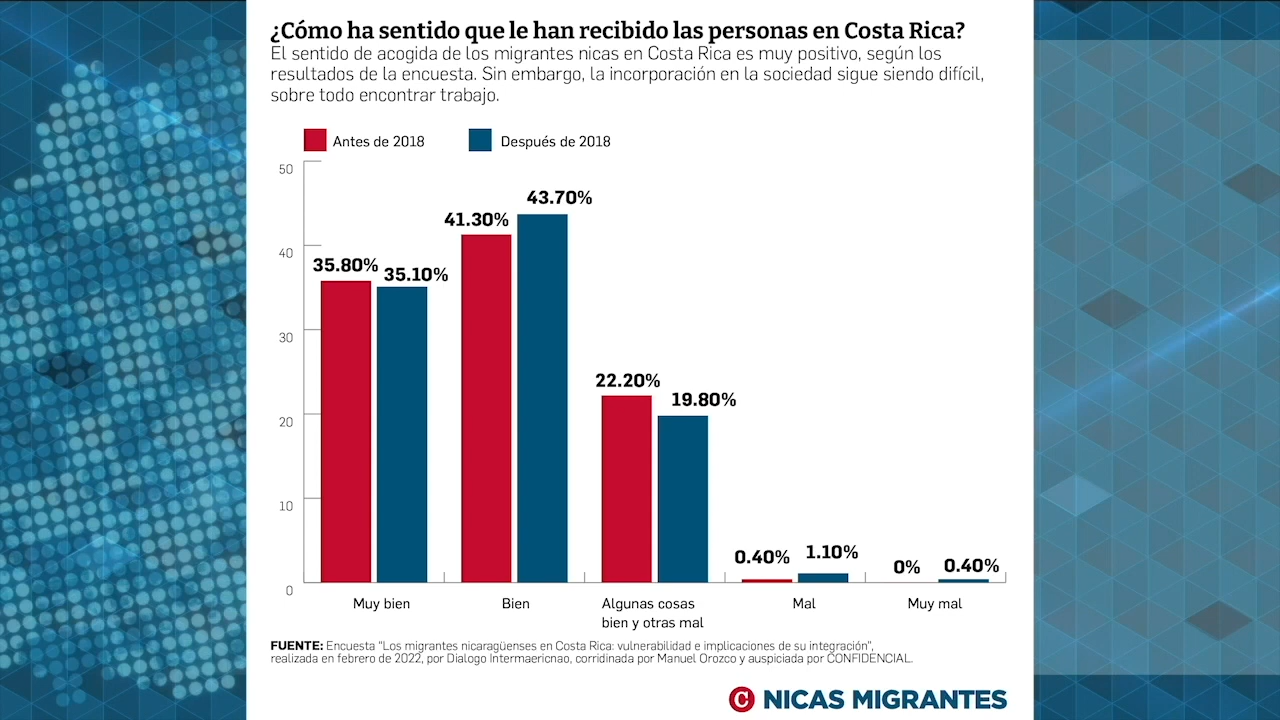 ¿Cómo ha sentido que le han recibido las personas en Costa Rica?
El sentido de acogida de los migrantes nicas en Costa Rica es muy positivo, según los
resultados de la encuesta. Sin embargo, la incorporación en la sociedad sigue siendo difícil,
sobre todo encontrar trabajo.
Antes de 2018
Después de 2018
50
40
30
20
10
0
35.80%
35.10%
41.30%
43.70%
22.20%
19.80%
0.40%
1.10%
0%
0.40%
Muy bien
Bien
Algunas cosas
bien y otras mal
Mal
Muy mal
FUENTE: Encuesta “Los migrantes nicaragüenses en Costa Rica: vulnerabilidad e implicaciones de su integración”,
realizada en febrero de 2022, por Dialogo Intermaericnao, corridinada por Manuel Orozco y auspiciada por CONFIDENCIAL.
C NICAS MIGRANTES